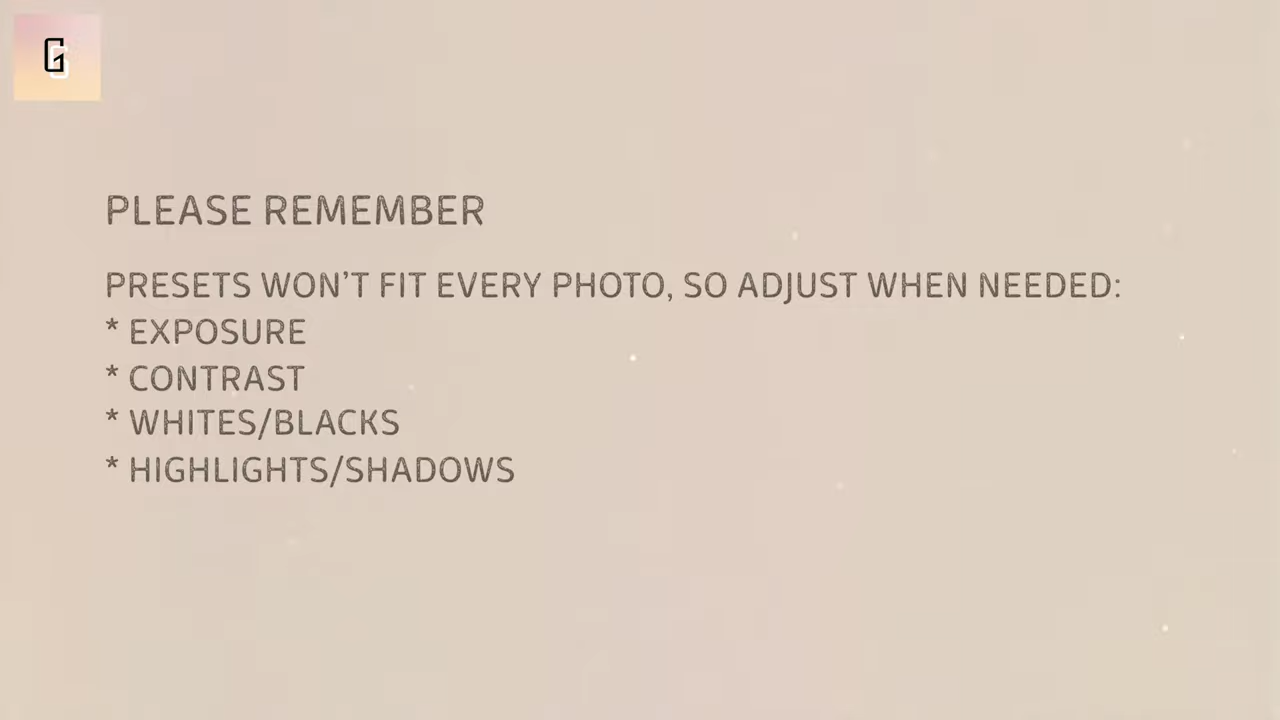 G
PLEASE REMEMBER
PRESETS WON'T FIT EVERY PHOTO, SO ADJUST WHEN NEEDED:
* EXPOSURE
* CONTRAST
* WHITES/BLACKS
* HIGHLIGHTS/SHADOWS